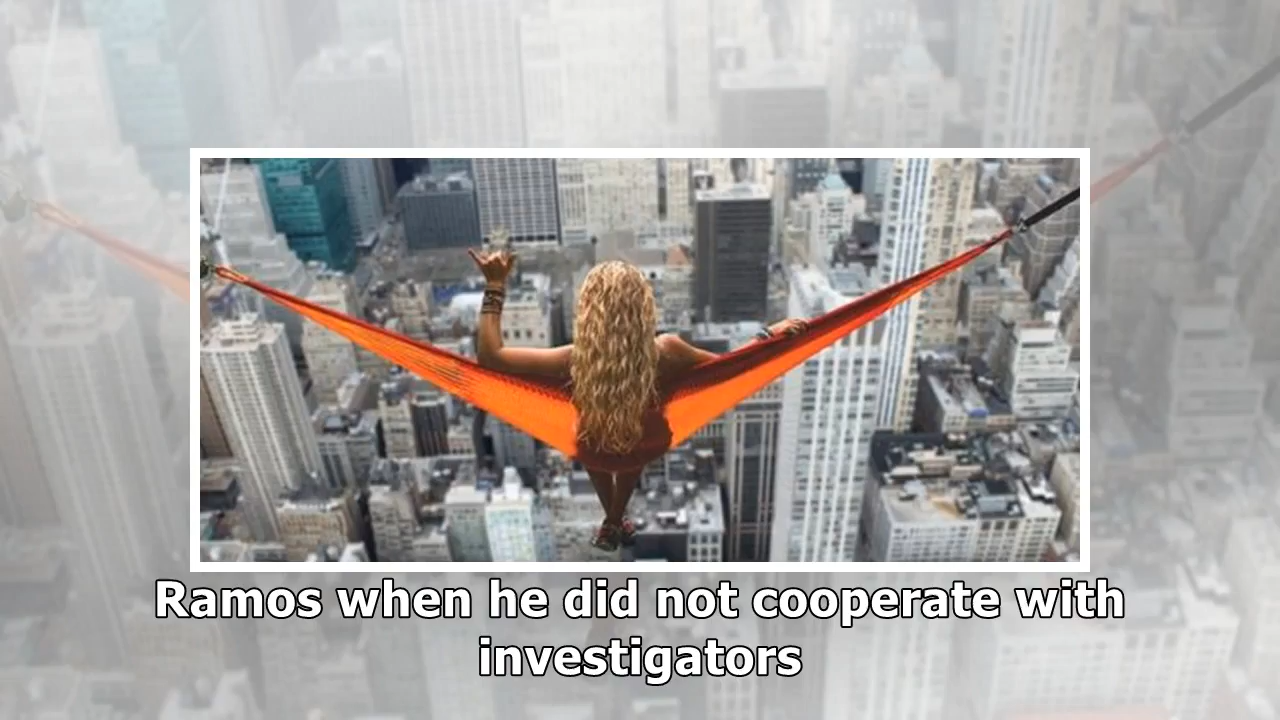 Ramos when he did not cooperate with
investigators